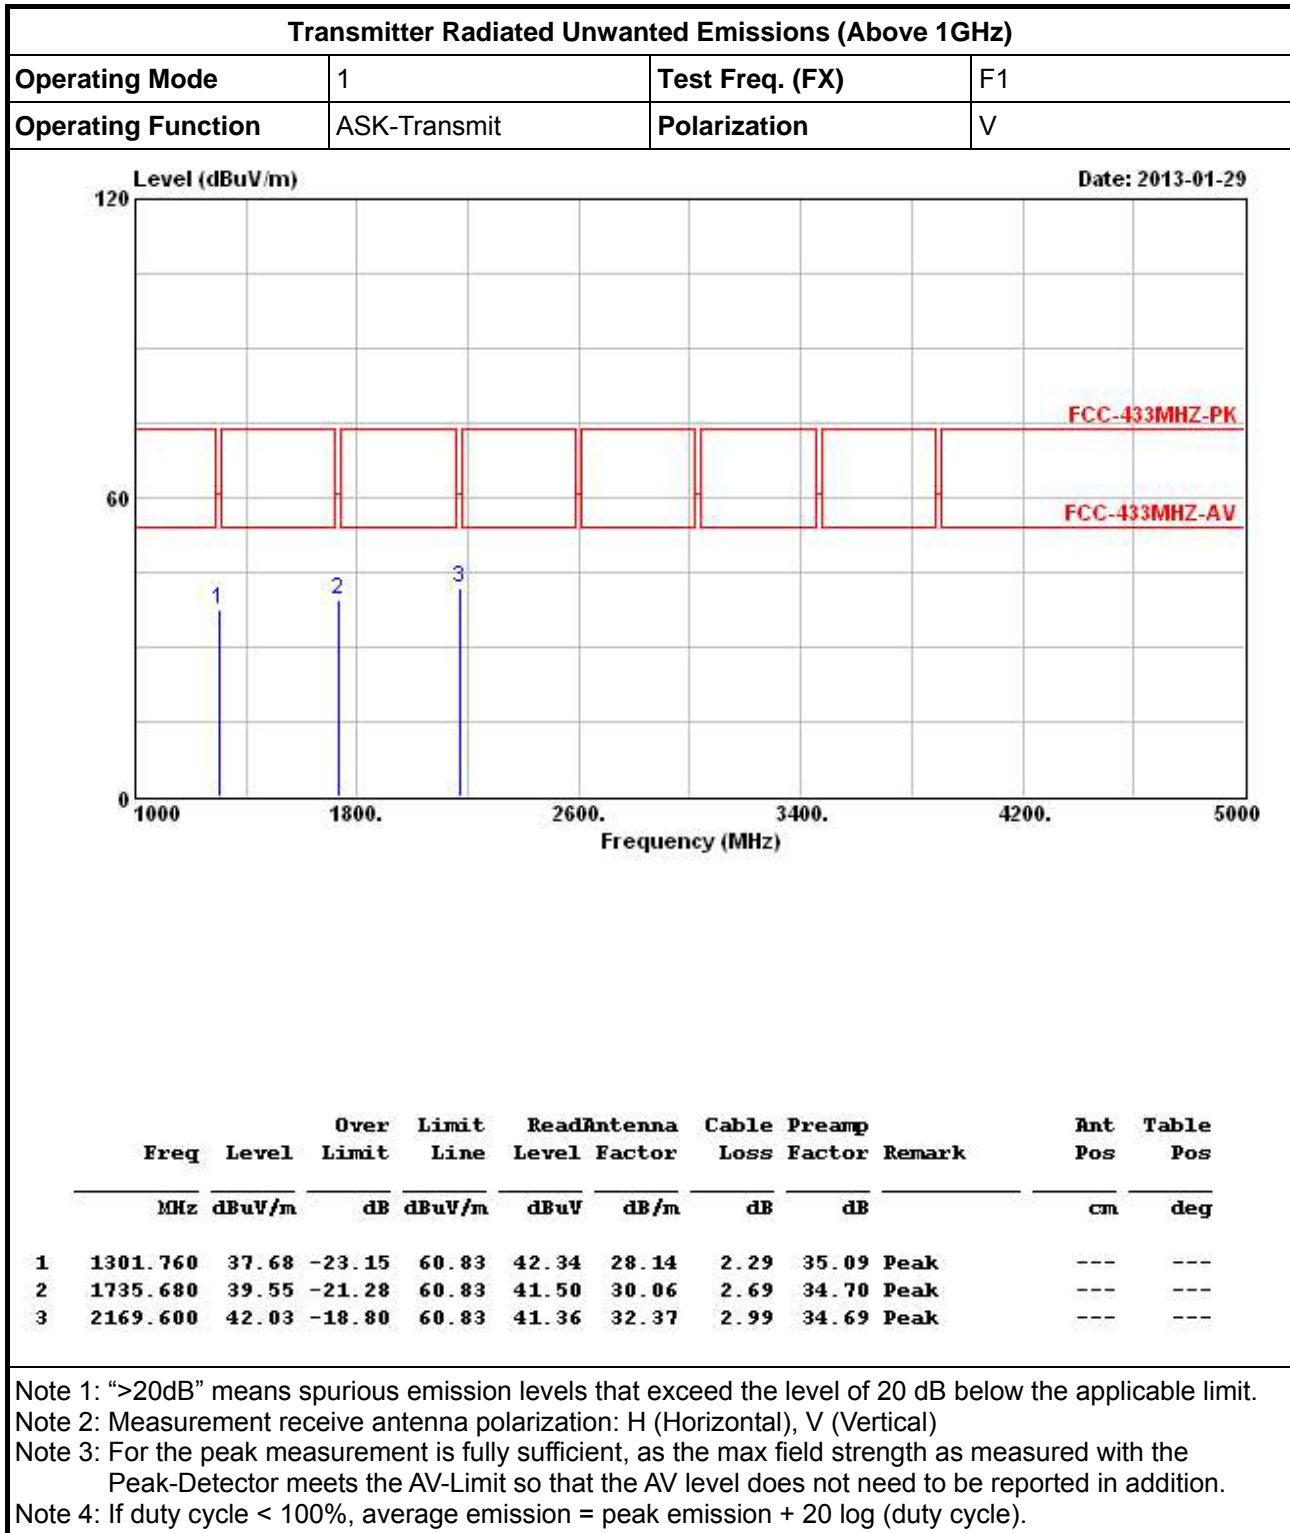 Transmitter Radiated Unwanted Emissions (Above 1GHz)
Operating Mode 1 Test Freq. (FX) F1
Operating Function ASK-Transmit Polarization V
Level (dBuV/m) Date: 2013-01-29
120
FCC-433MHZ-PK
60
FCC-433MHZ-AV
1 2 3
0
1000 1800. 2600. 3400. 4200. 5000
Frequency (MHz)
Over Limit ReadAntenna Cable Preamp Ant Table
Freq Level Limit Line Level Factor Loss Factor Remark Pos Pos
MHz dBuV/m dB dBuV/m dBuV dB/m dB dB cm deg
1 1301.760 37.68 -23.15 60.83 42.34 28.14 2.29 35.09 Peak --- ---
2 1735.680 39.55 -21.28 60.83 41.50 30.06 2.69 34.70 Peak --- ---
3 2169.600 42.03 -18.80 60.83 41.36 32.37 2.99 34.69 Peak --- ---
Note 1: “>20dB” means spurious emission levels that exceed the level of 20 dB below the applicable limit.
Note 2: Measurement receive antenna polarization: H (Horizontal), V (Vertical)
Note 3: For the peak measurement is fully sufficient, as the max field strength as measured with the
Peak-Detector meets the AV-Limit so that the AV level does not need to be reported in addition.
Note 4: If duty cycle < 100%, average emission = peak emission + 20 log (duty cycle).